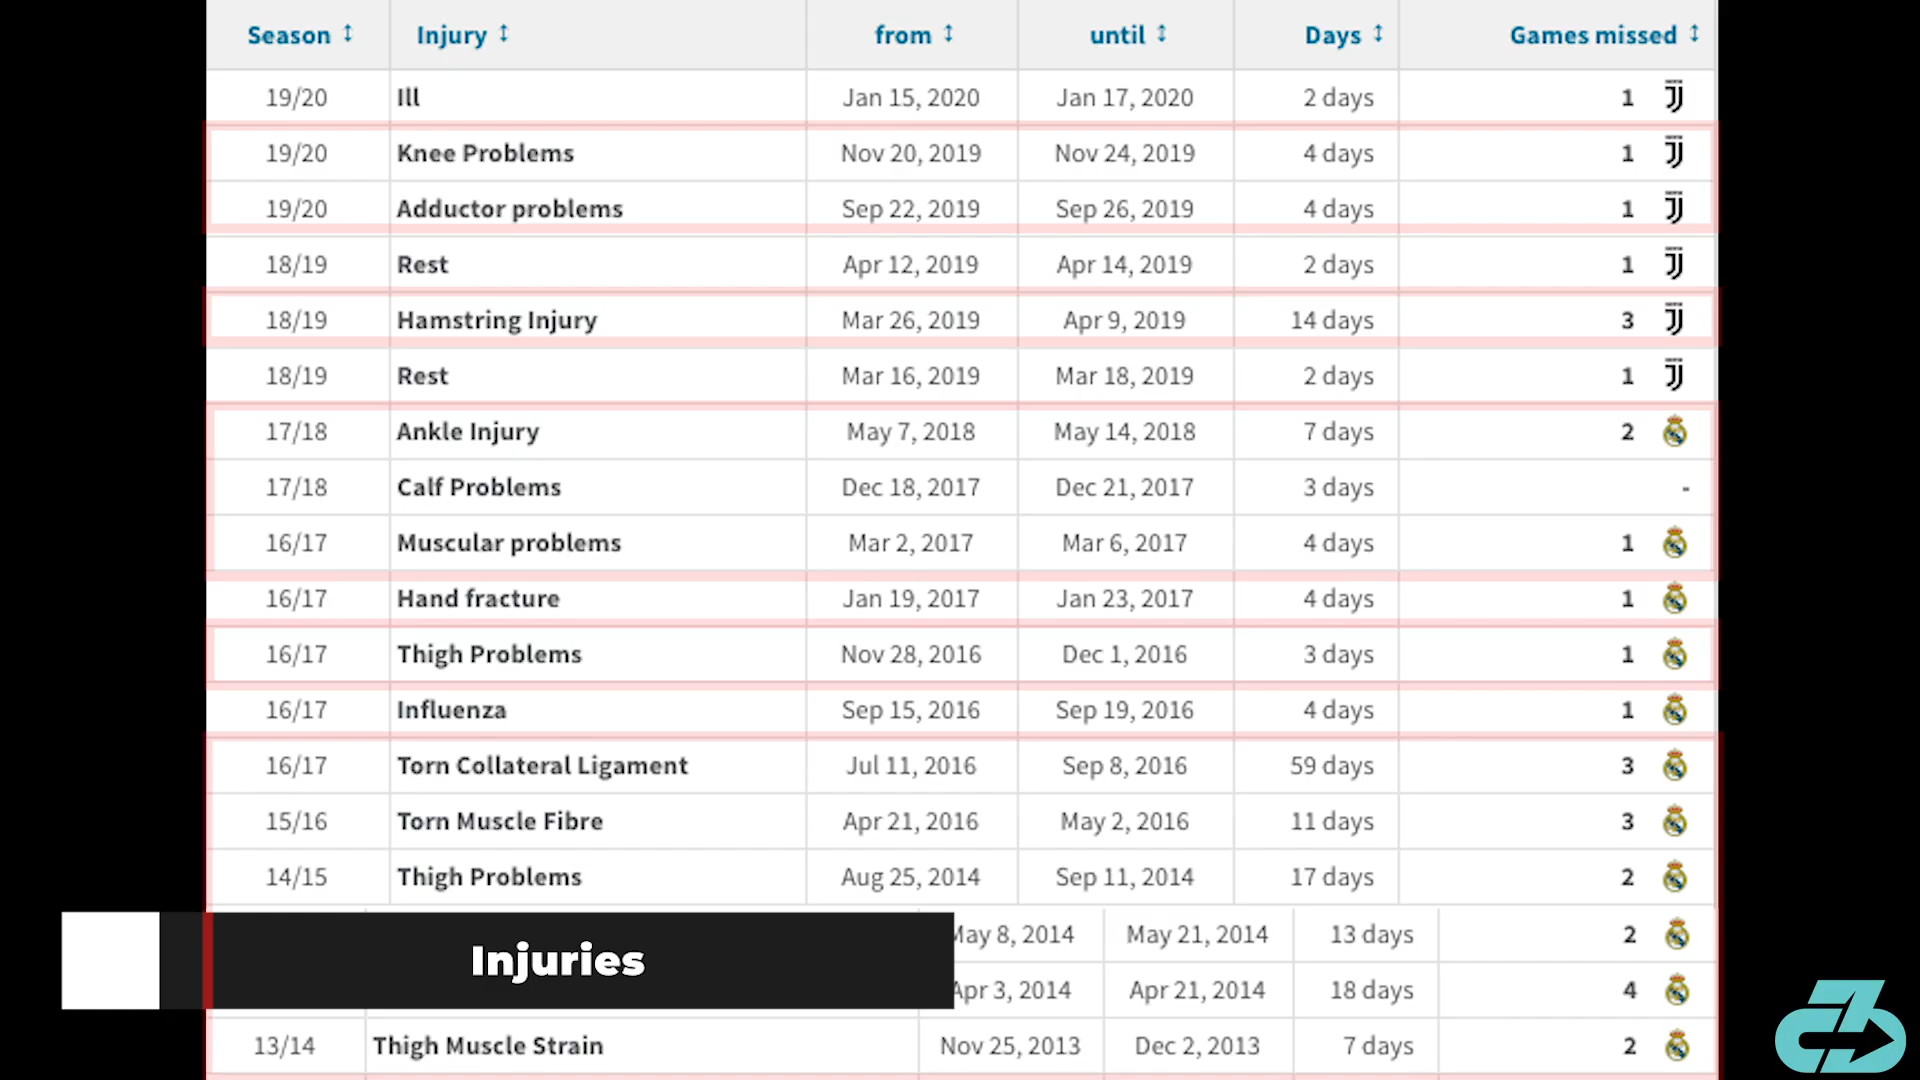 Season Injury from until Days Games missed
19/20 Ill Jan 15, 2020 Jan 17, 2020 2 days 1
19/20 Knee Problems Nov 20, 2019 Nov 24, 2019 4 days 1
19/20 Adductor problems Sep 22, 2019 Sep 26, 2019 4 days 1
18/19 Rest Apr 12, 2019 Apr 14, 2019 2 days 1
18/19 Hamstring Injury Mar 26, 2019 Apr 9, 2019 14 days 3
18/19 Rest Mar 16, 2019 Mar 18, 2019 2 days 1
17/18 Ankle Injury May 7, 2018 May 14, 2018 7 days 2
17/18 Calf Problems Dec 18, 2017 Dec 21, 2017 3 days -
16/17 Muscular problems Mar 2, 2017 Mar 6, 2017 4 days 1
16/17 Hand fracture Jan 19, 2017 Jan 23, 2017 4 days 1
16/17 Thigh Problems Nov 28, 2016 Dec 1, 2016 3 days 1
16/17 Influenza Sep 15, 2016 Sep 19, 2016 4 days 1
16/17 Torn Collateral Ligament Jul 11, 2016 Sep 8, 2016 59 days 3
15/16 Torn Muscle Fibre Apr 21, 2016 May 2, 2016 11 days 3
14/15 Thigh Problems Aug 25, 2014 Sep 11, 2014 17 days 2
May 8, 2014 May 21, 2014 13 days 2
Injuries
Apr 3, 2014 Apr 21, 2014 18 days 4
13/14 Thigh Muscle Strain Nov 25, 2013 Dec 2, 2013 7 days 2